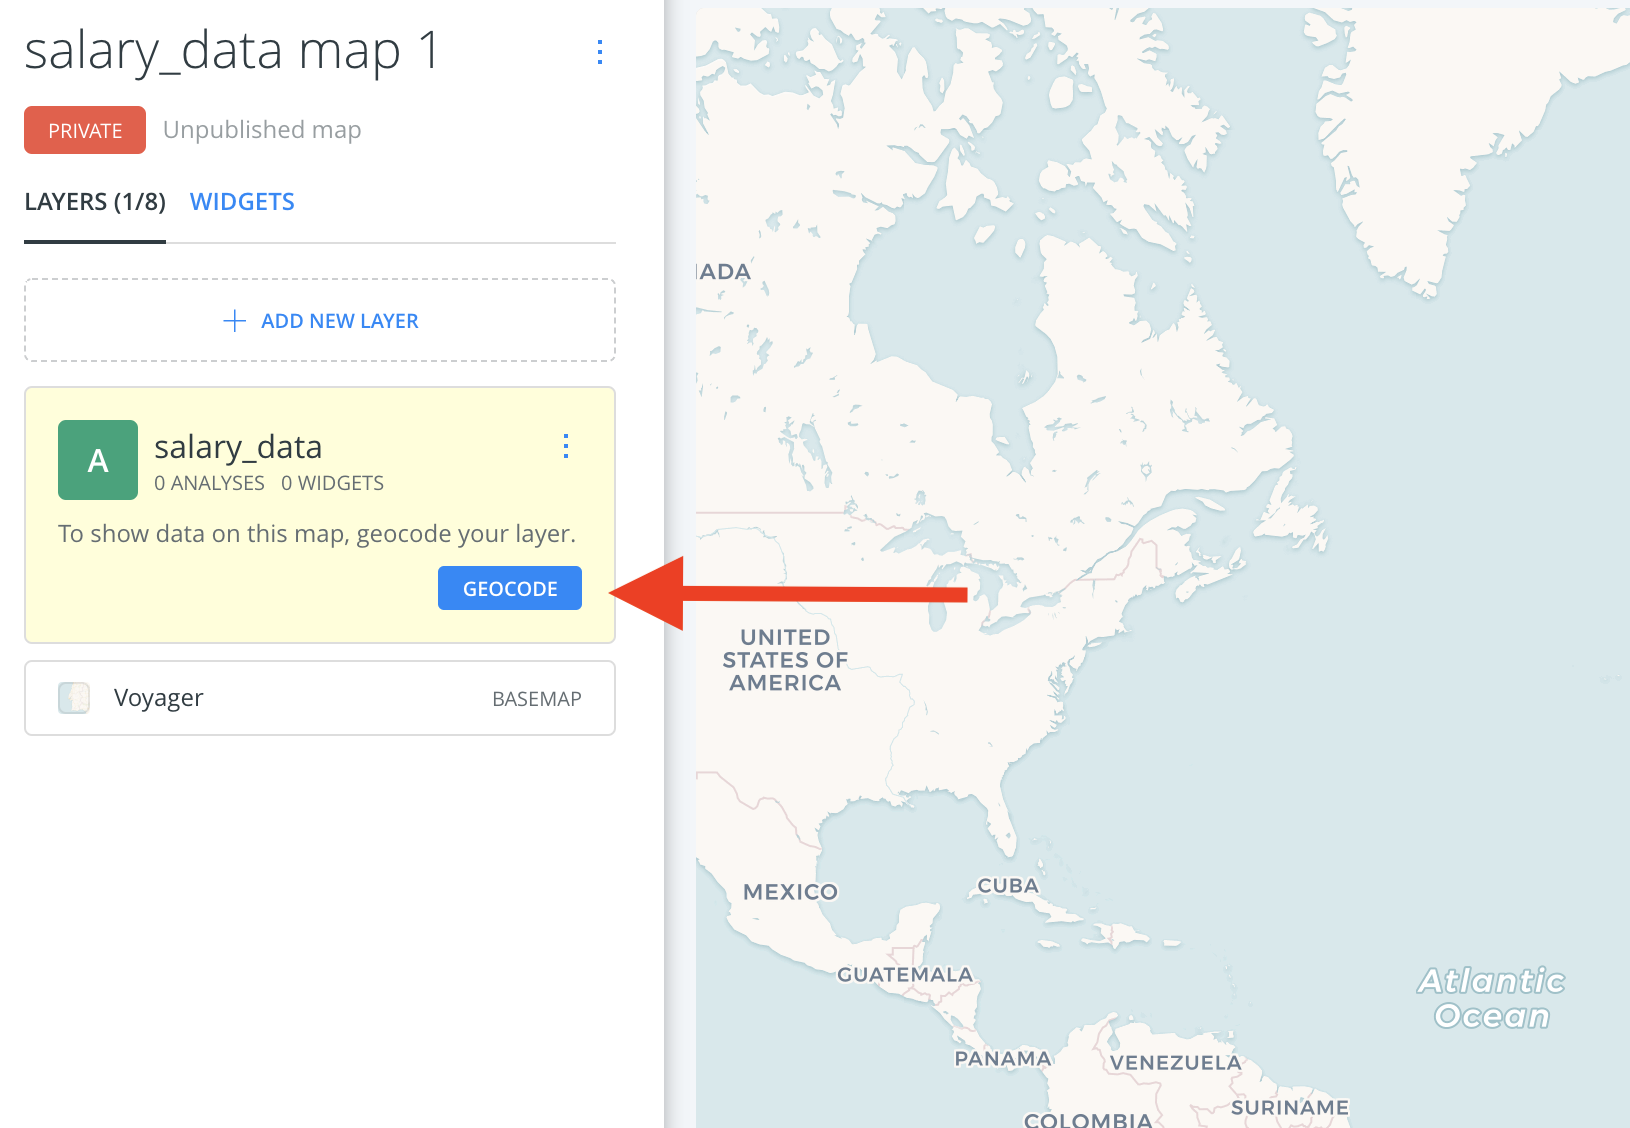 salary_data map 1
PRIVATE Unpublished map
LAYERS (1/8) WIDGETS
ADD NEW LAYER
A
salary_data
0 ANALYSES 0 WIDGETS
To show data on this map, geocode your layer.
GEOCODE
Voyager BASEMAP
ADA
UNITED
STATES OF
AMERICA
MEXICO
CUBA
GUATEMALA
Atlantic
Ocean
PANAMA
VENEZUELA
SURINAME
COLOMBIA